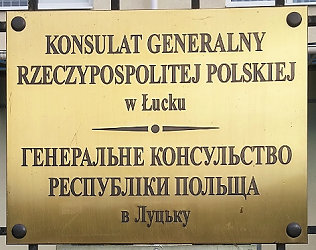 KONSULAT GENERALNY
RZECZYPOSPOLITEJ POLSKIEJ
w Łucku
ГЕНЕРАЛЬНЕ КОНСУЛЬСТВО
РЕСПУБЛІКИ ПОЛЬЩА
в Луцьку